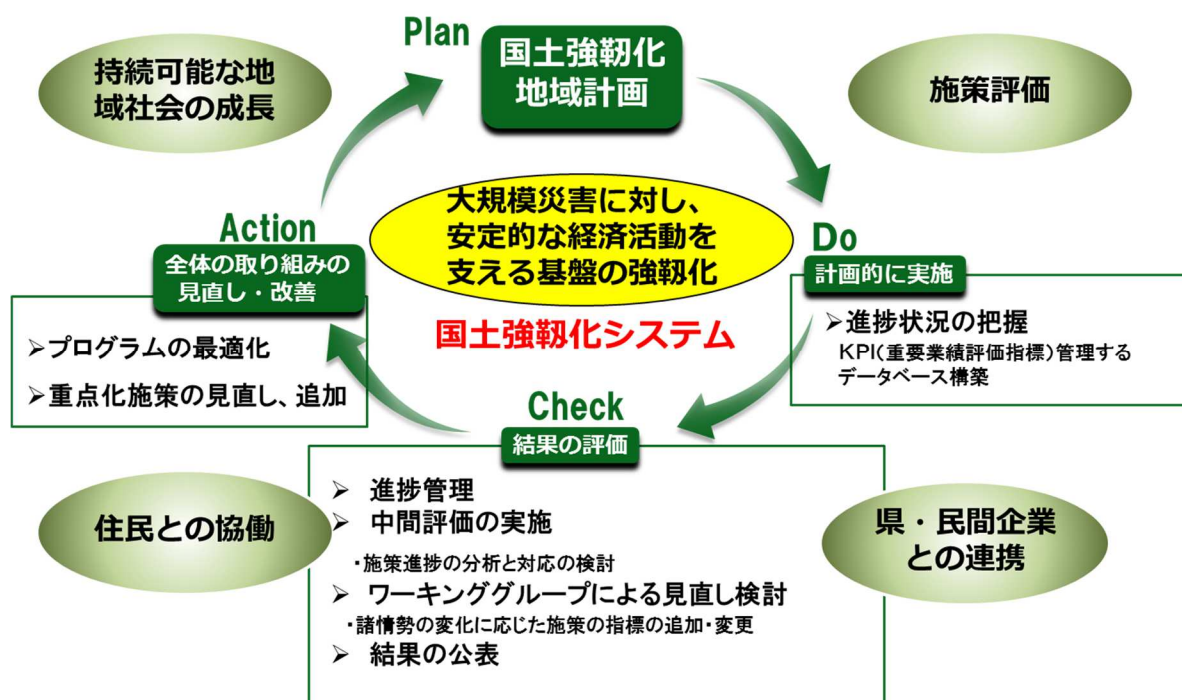 Plan
国土強靭化
地域計画
持続可能な地
域社会の成長
施策評価
大規模災害に対し、
安定的な経済活動を
支える基盤の強靭化
国土強靭化システム
Do
計画的に実施
➢進捗状況の把握
KPI(重要業績評価指標)管理する
データベース構築
Check
結果の評価
➢ 進捗管理
➢ 中間評価の実施
・施策進捗の分析と対応の検討
➢ ワーキンググループによる見直し検討
・諸情勢の変化に応じた施策の指標の追加・変更
➢ 結果の公表
Action
全体の取り組みの
見直し・改善
➢プログラムの最適化
➢重点化施策の見直し、追加
住民との協働
県・民間企業
との連携